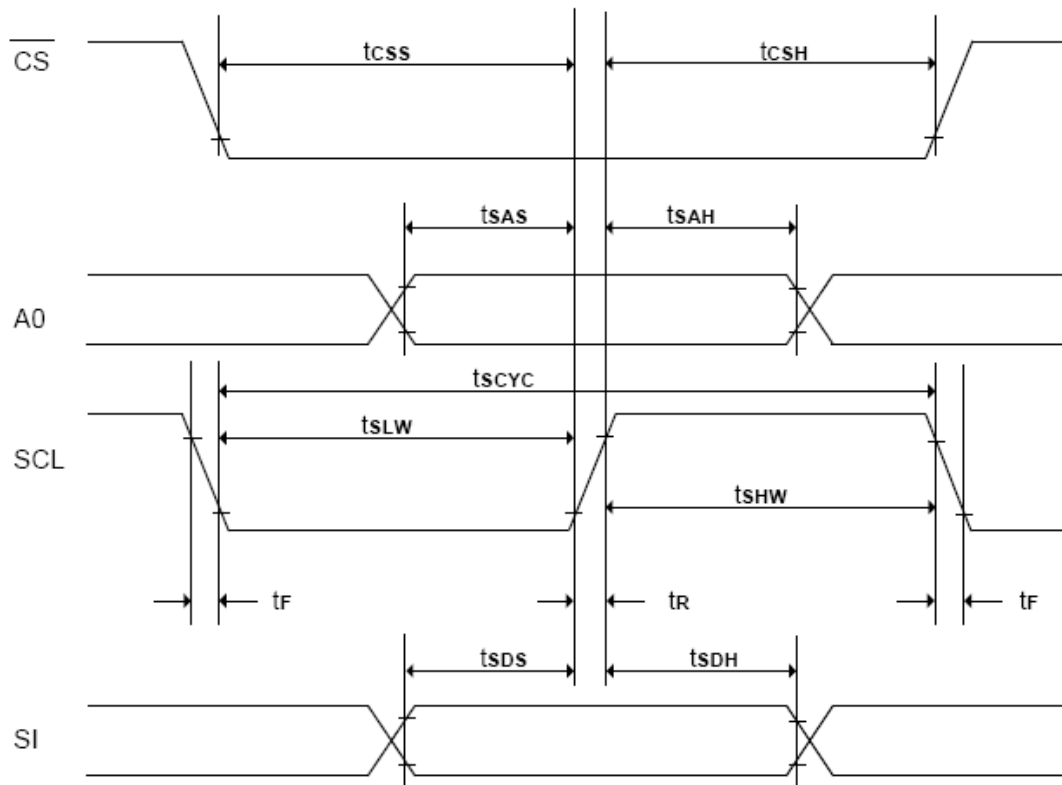 CS
tCSS
tCSH
tSAS
tSAH
A0
tSCYC
tSLW
SCL
tSHW
tF
tR
tF
tSDS
tSDH
SI